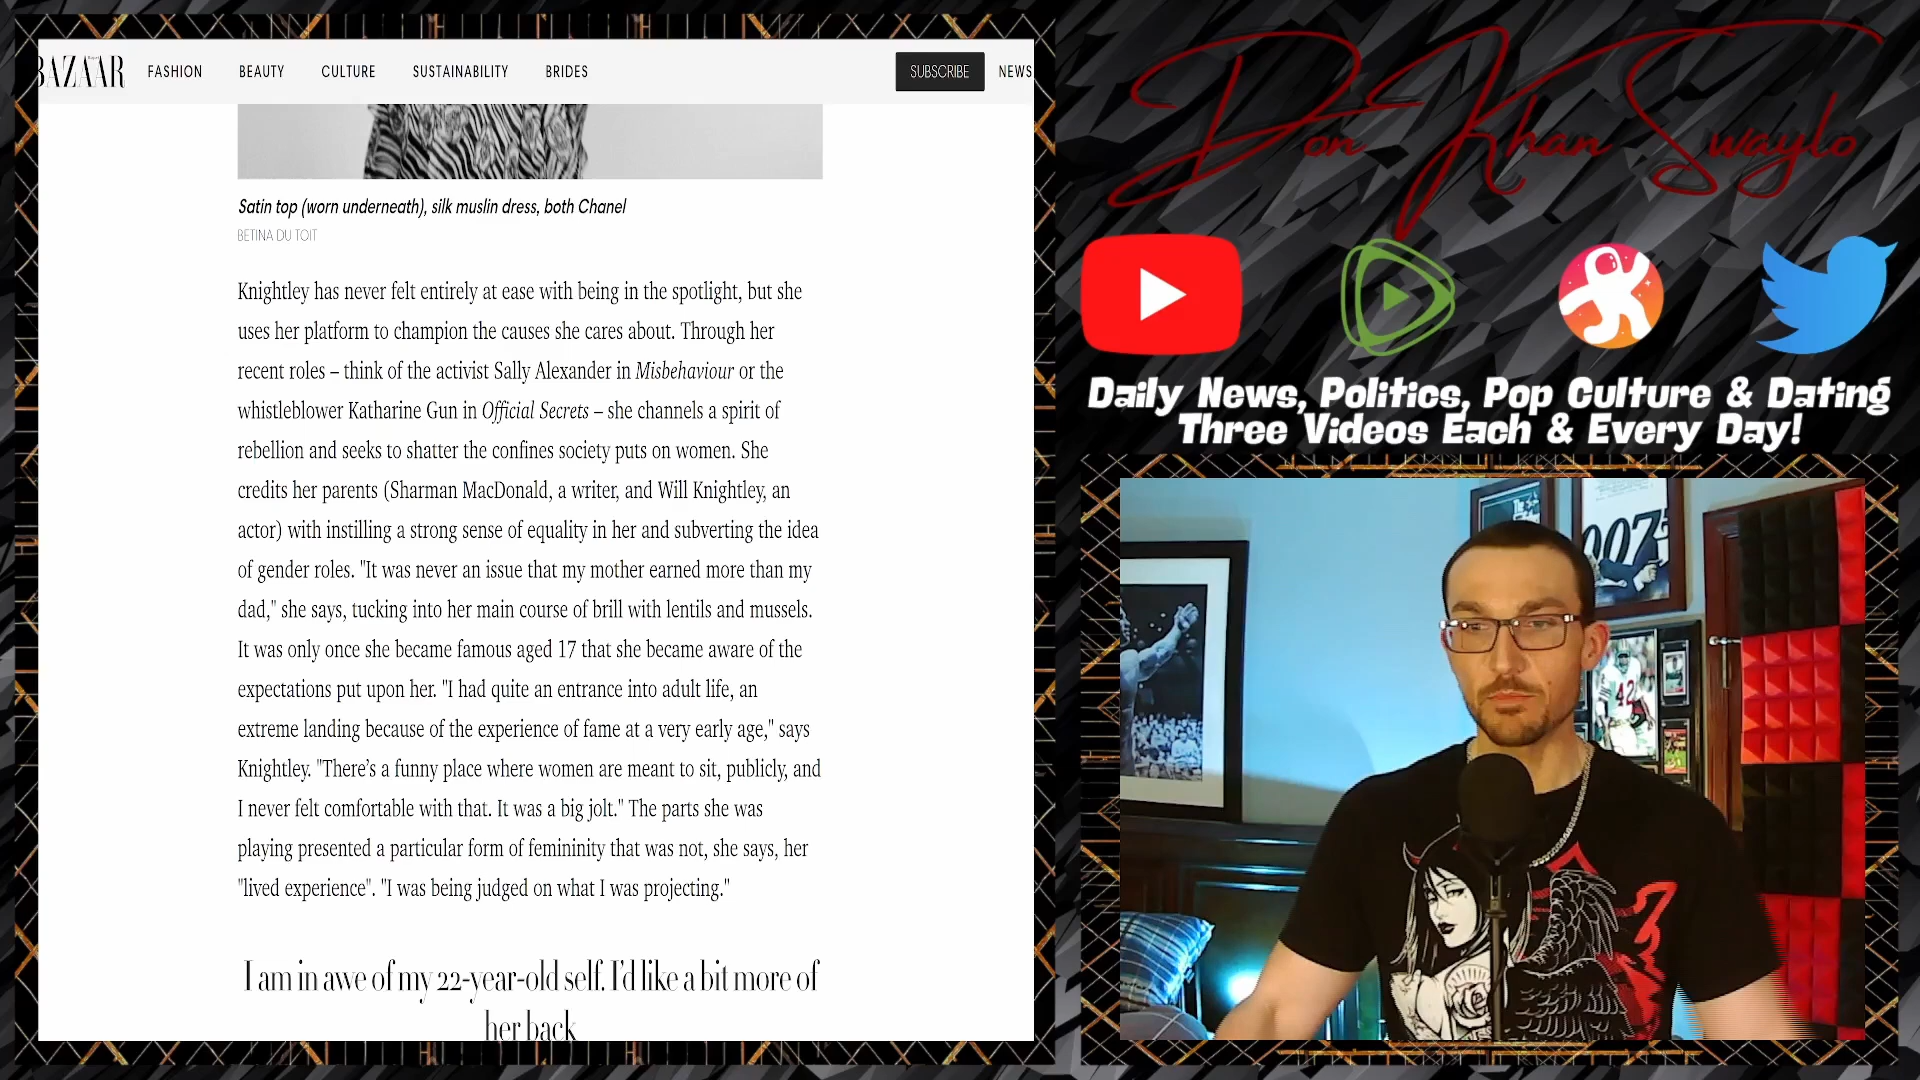 BAZAAR FASHION BEAUTY CULTURE SUSTAINABILITY BRIDES SUBSCRIBE NEWS
Satin top (worn underneath), silk muslin dress, both Chanel
BETINA DU TOIT
Knightley has never felt entirely at ease with being in the spotlight, but she
uses her platform to champion the causes she cares about. Through her
recent roles – think of the activist Sally Alexander in Misbehaviour or the
whistleblower Katharine Gun in Official Secrets – she channels a spirit of
rebellion and seeks to shatter the confines society puts on women. She
credits her parents (Sharman MacDonald, a writer, and Will Knightley, an
actor) with instilling a strong sense of equality in her and subverting the idea
of gender roles. "It was never an issue that my mother earned more than my
dad," she says, tucking into her main course of brill with lentils and mussels.
It was only once she became famous aged 17 that she became aware of the
expectations put upon her. "I had quite an entrance into adult life, an
extreme landing because of the experience of fame at a very early age," says
Knightley. "There’s a funny place where women are meant to sit, publicly, and
I never felt comfortable with that. It was a big jolt." The parts she was
playing presented a particular form of femininity that was not, she says, her
"lived experience". "I was being judged on what I was projecting."
I am in awe of my 22-year-old self. I’d like a bit more of
her back
Don Khan Swaylo
Daily News, Politics, Pop Culture & Dating
Three Videos Each & Every Day!
007
42